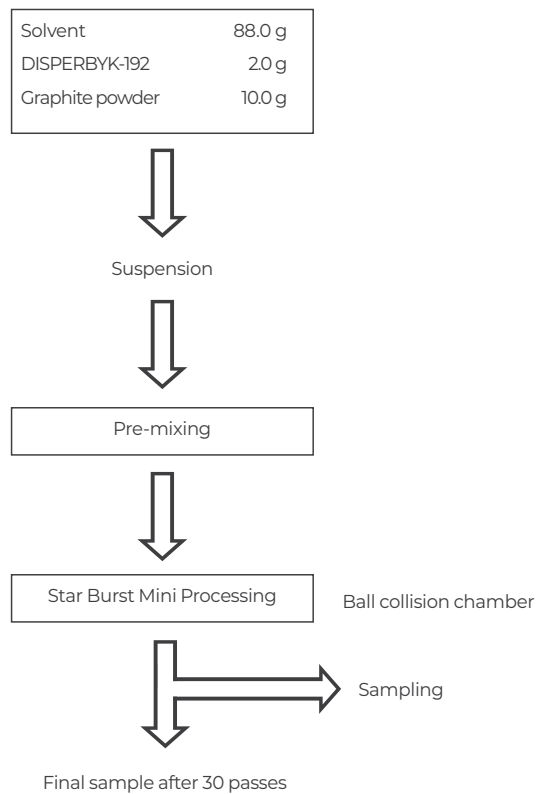 Solvent 88.0 g
DISPERBYK-192 2.0 g
Graphite powder 10.0 g
Suspension
Pre-mixing
Star Burst Mini Processing
Ball collision chamber
Sampling
Final sample after 30 passes